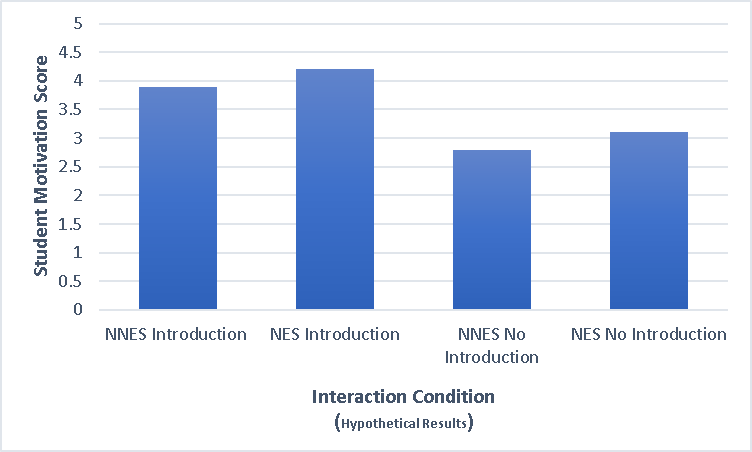 5
4.5
4
3.5
3
2.5
2
1.5
1
0.5
0
Student Motivation Score
NNES Introduction
NES Introduction
NNES No
Introduction
NES No Introduction
Interaction Condition
(Hypothetical Results)